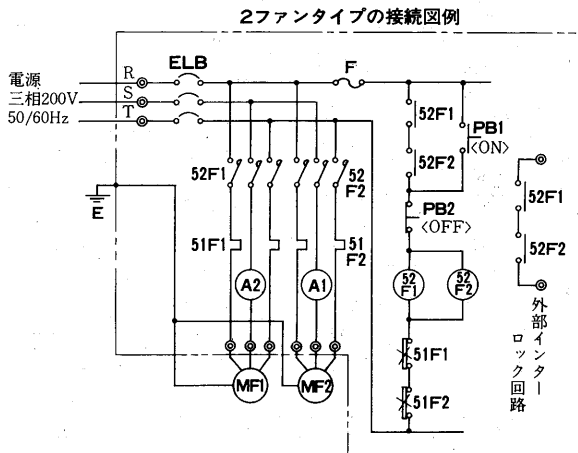 2ファンタイプの接続図例
電源
三相200V
50/60Hz
R
S
T
ELB
F
52F1
52F2
PB1
<ON>
52F1
52
F2
52F1
52F2
E
PB2
<OFF>
51F1
51
F2
A2
A1
52
F1
52
F2
51F1
51F2
MF1
MF2
外部インター
ロック回路